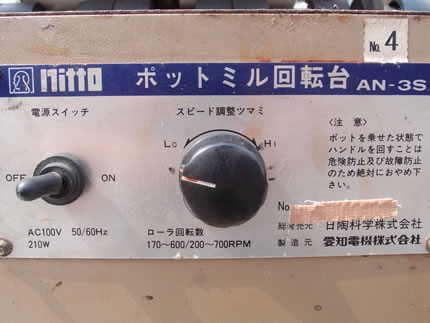 No. 4
nitto ポットミル回転台 AN-3S
電源スイッチ
スピード調整ツマミ
Lo Hi
OFF ON
〈注意〉
ポットを乗せた状態で
ハンドルを回すことは
危険防止及び故障防止
のため絶対におやめ下
さい。
AC100V 50/60Hz
210W
ローラ回転数
170〜600/200〜700RPM
No.
総発売元 日陶科学株式会社
製造元 愛知電機株式会社